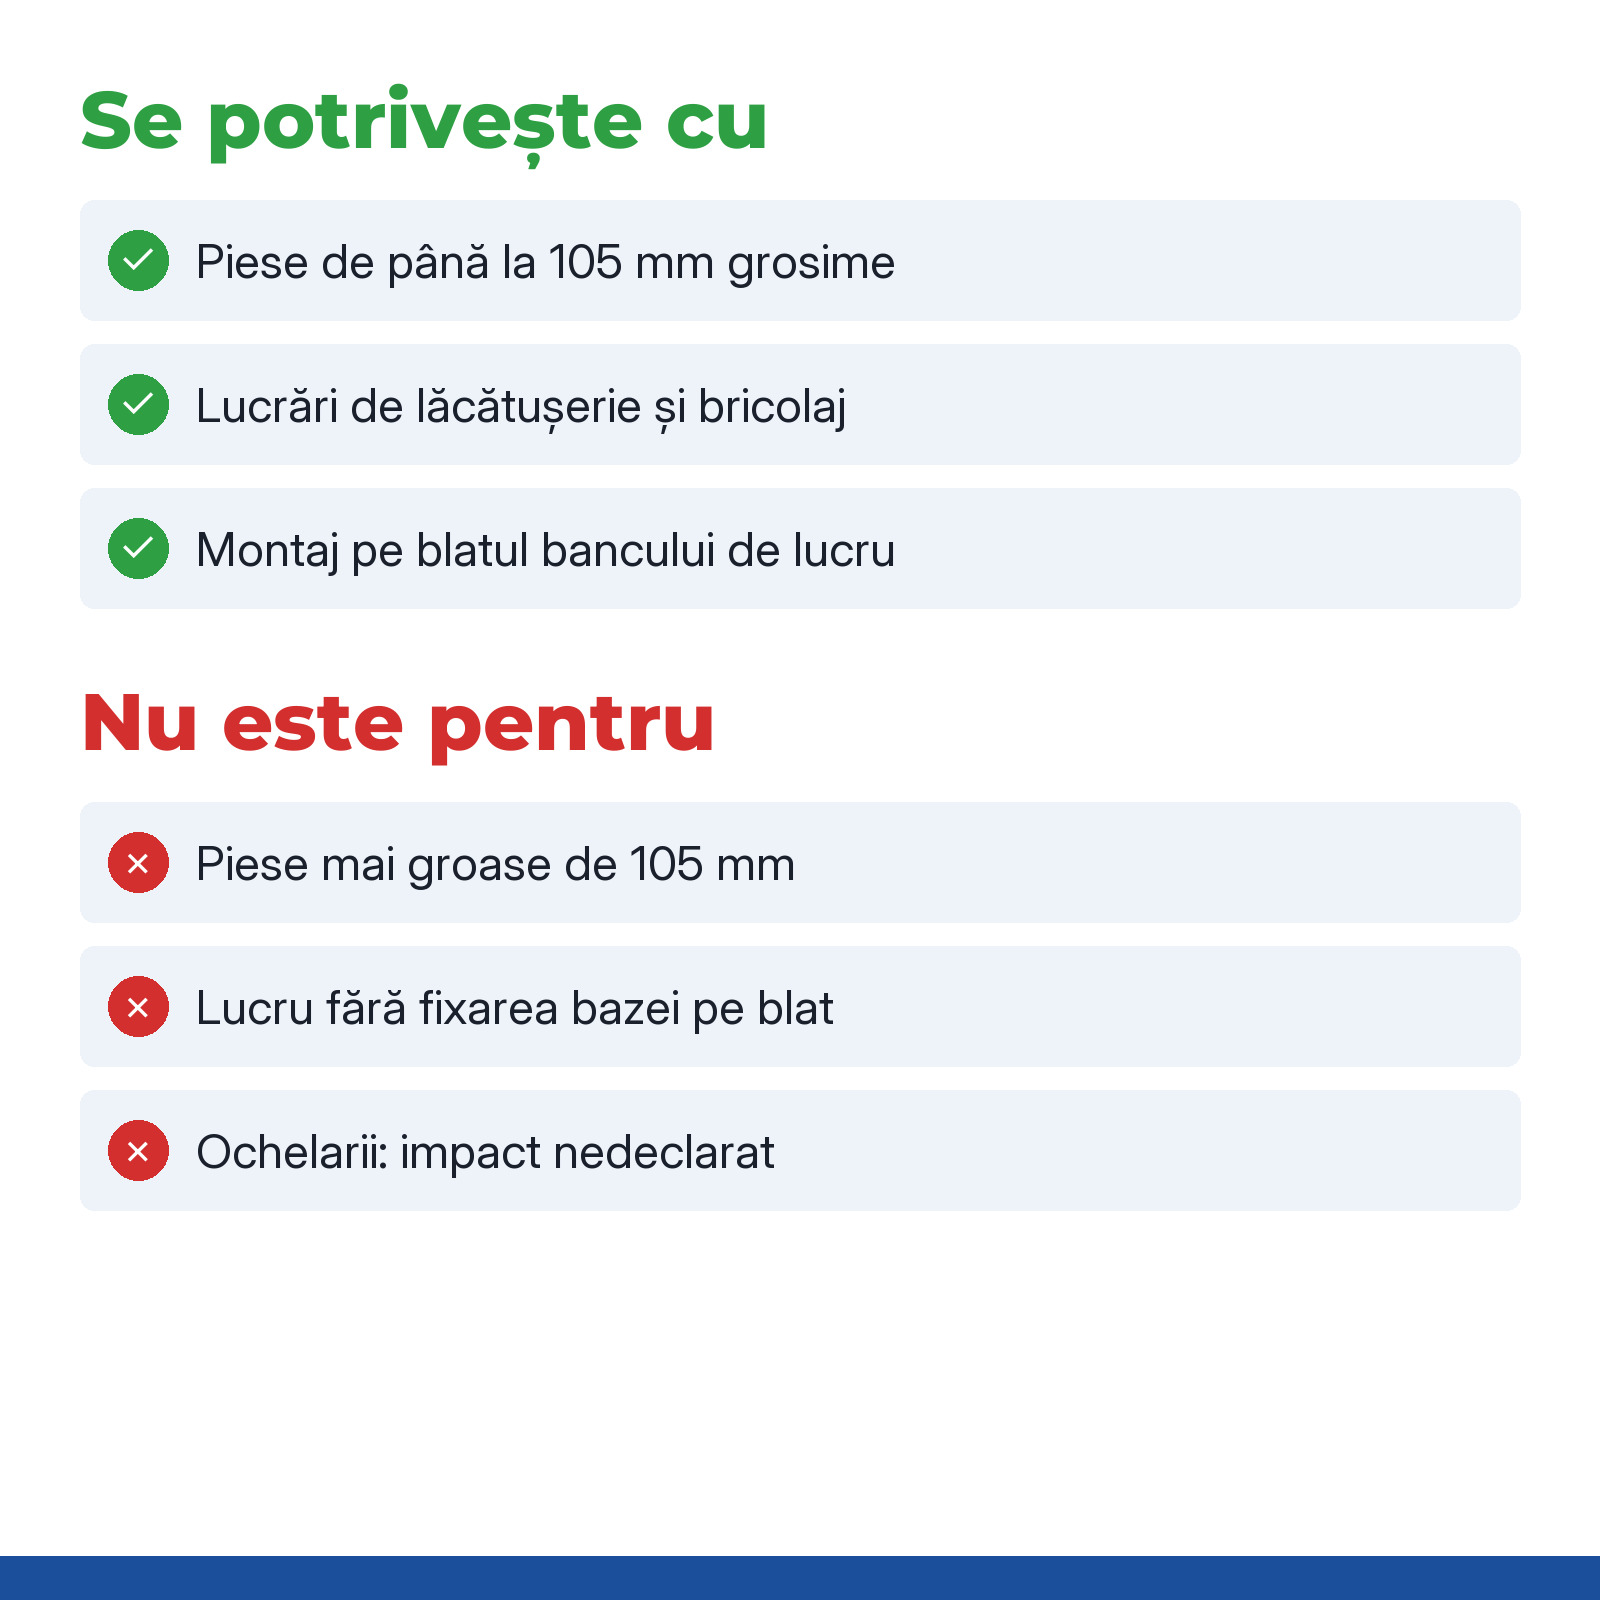 Se potrivește cu
Piese de până la 105 mm grosime
Lucrări de lăcătușerie și bricolaj
Montaj pe blatul bancului de lucru
Nu este pentru
Piese mai groase de 105 mm
Lucru fără fixarea bazei pe blat
Ochelarii: impact nedeclarat